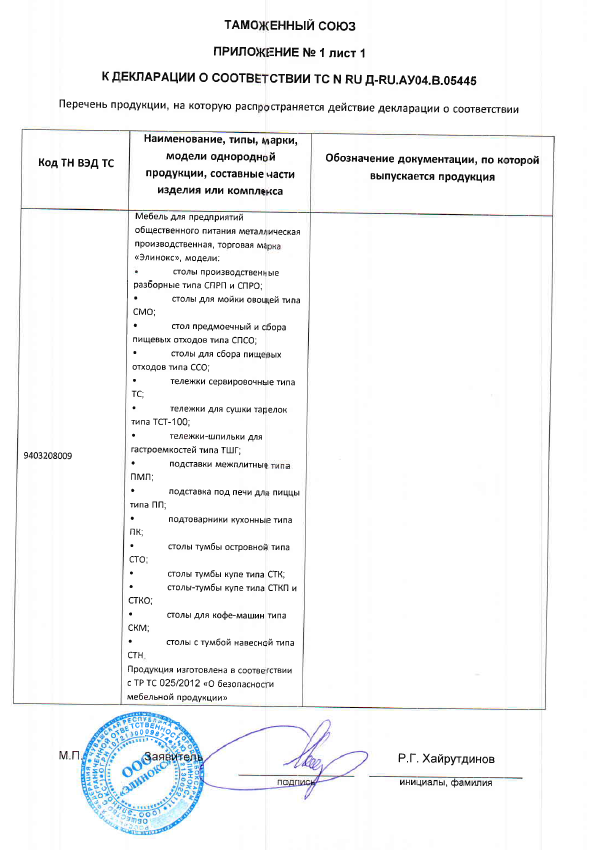 ТАМОЖЕННЫЙ СОЮЗ
ПРИЛОЖЕНИЕ № 1 лист 1
К ДЕКЛАРАЦИИ О СООТВЕТСТВИИ ТС N RU Д-RU.АУ04.В.05445
Перечень продукции, на которую распространяется действие декларации о соответствии
Код ТН ВЭД ТС
Наименование, типы, марки,
модели однородной
продукции, составные части
изделия или комплекса
Обозначение документации, по которой
выпускается продукция
9403208009
Мебель для предприятий
общественного питания металлическая
производственная, торговая марка
«Элинокс», модели:
• столы производственные
разборные типа СПРП и СПРО;
• столы для мойки овощей типа
СМО;
• стол предмоечный и сбора
пищевых отходов типа СПСО;
• столы для сбора пищевых
отходов типа ССО;
• тележки сервировочные типа
ТС;
• тележки для сушки тарелок
типа ТСТ-100;
• тележки-шпильки для
гастроемкостей типа ТШГ;
• подставки межплитные типа
ПМП;
• подставка под печи для пиццы
типа ПП;
• подтоварники кухонные типа
ПК;
• столы тумбы островной типа
СТО;
• столы тумбы купе типа СТК;
• столы-тумбы купе типа СТКП и
СТКО;
• столы для кофе-машин типа
СКМ;
• столы с тумбой навесной типа
СТН.
Продукция изготовлена в соответствии
с ТР ТС 025/2012 «О безопасности
мебельной продукции»
М.П.
Заявитель
Р.Г. Хайрутдинов
подпись
инициалы, фамилия
ООО
«ЭЛИНОКС»